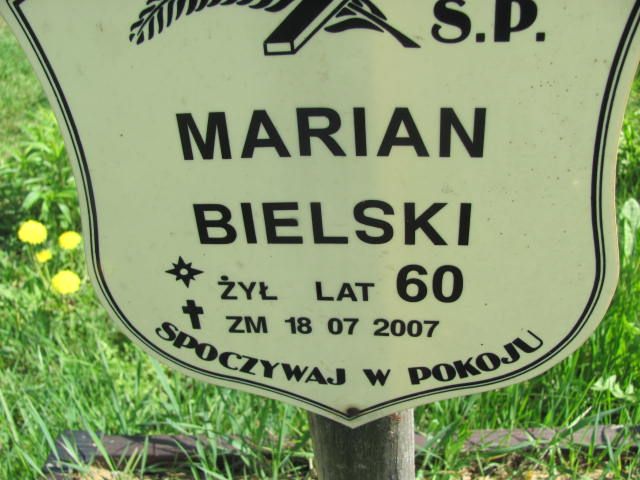 Ś.P.
MARIAN
BIELSKI
ŻYŁ LAT 60
ZM 18 07 2007
SPOCZYWAJ W POKOJU